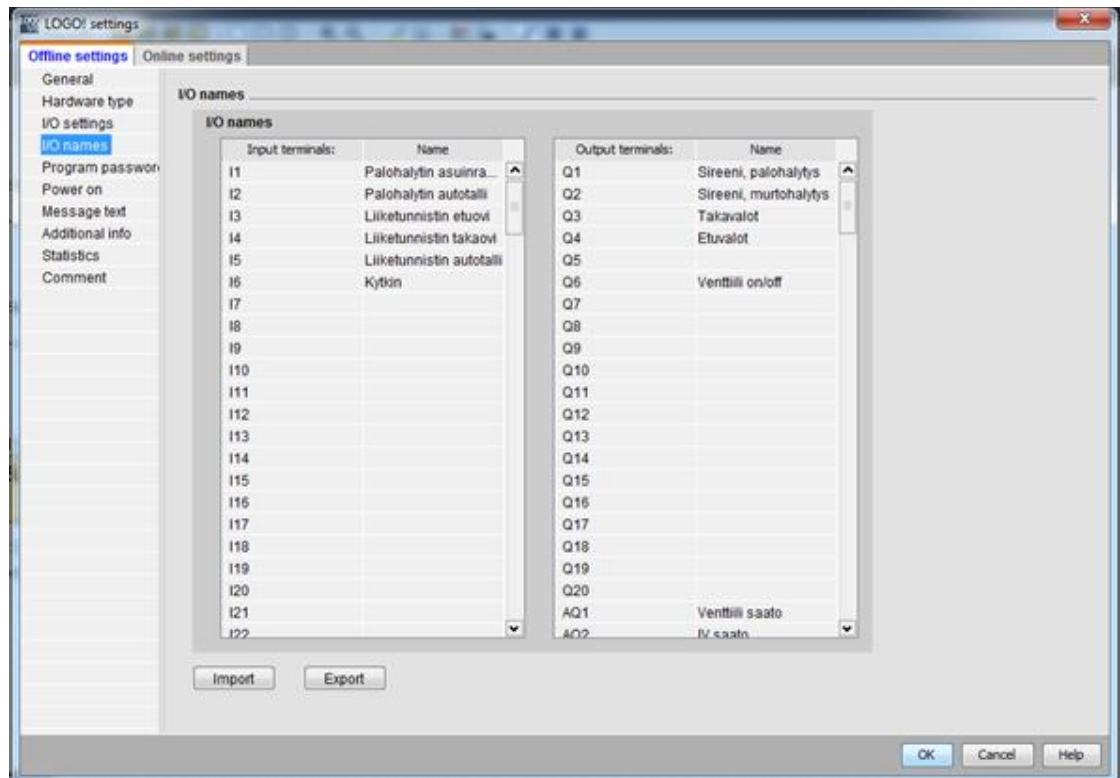 LOGO! settings
Offline settings Online settings
General
Hardware type
I/O settings
I/O names
Program passwor
Power on
Message text
Additional info
Statistics
Comment
I/O names
I/O names
Input terminals: Name
I1 Palohalytin asuinra...
I2 Palohalytin autotalli
I3 Liiketunnistin etuovi
I4 Liiketunnistin takaovi
I5 Liiketunnistin autotalli
I6 Kytkin
I7
I8
I9
I10
I11
I12
I13
I14
I15
I16
I17
I18
I19
I20
I21
I22
Output terminals: Name
Q1 Sireeni, palohalytys
Q2 Sireeni, murtohalytys
Q3 Takavalot
Q4 Etuvalot
Q5
Q6 Venttiili on/off
Q7
Q8
Q9
Q10
Q11
Q12
Q13
Q14
Q15
Q16
Q17
Q18
Q19
Q20
AQ1 Venttiili saato
AQ2 IV saato
Import Export
OK Cancel Help